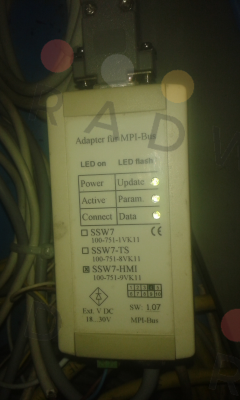 Adapter für MPI-Bus
LED on LED flash
Power Update
Active Param.
Connect Data
SSW7 CE
100-751-1VK11
SSW7-TS
100-751-8VK11
SSW7-HMI
100-751-9VK11
Ext. V DC
18...30V
SW: 1.07
MPI-Bus